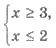 x ≥ 3,
x ≤ 2